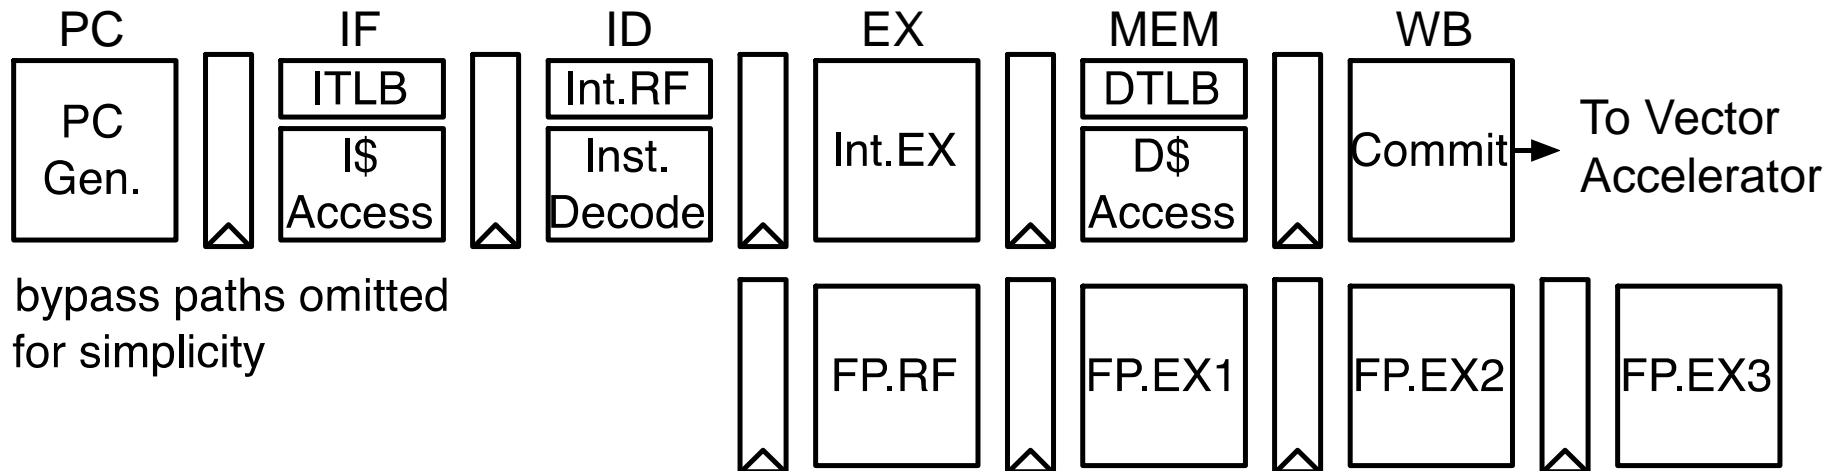 PC IF ID EX MEM WB
PC
Gen.
ITLB
I$
Access
Int.RF
Inst.
Decode
Int.EX
DTLB
D$
Access
Commit
To Vector
Accelerator
bypass paths omitted
for simplicity
FP.RF
FP.EX1
FP.EX2
FP.EX3